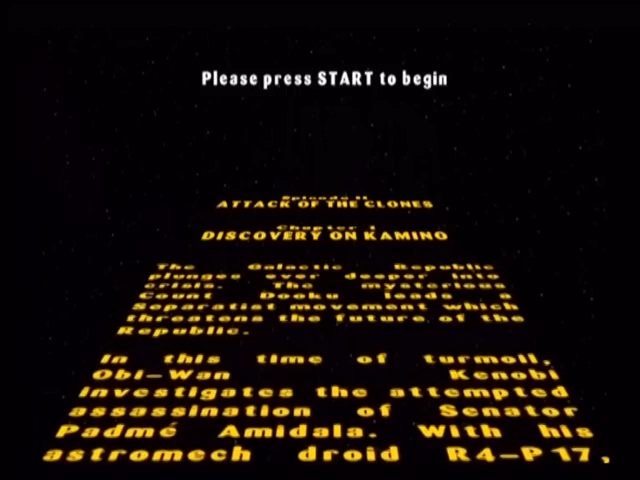 Please press START to begin
Episode II
ATTACK OF THE CLONES
Chapter 1
DISCOVERY ON KAMINO
The Galactic Republic
plunges ever deeper into
crisis. The mysterious
Count Dooku leads a
Separatist movement which
threatens the future of the
Republic.
In this time of turmoil,
Obi-Wan Kenobi
investigates the attempted
assassination of Senator
Padmé Amidala. With his
astromech droid R4-P17,